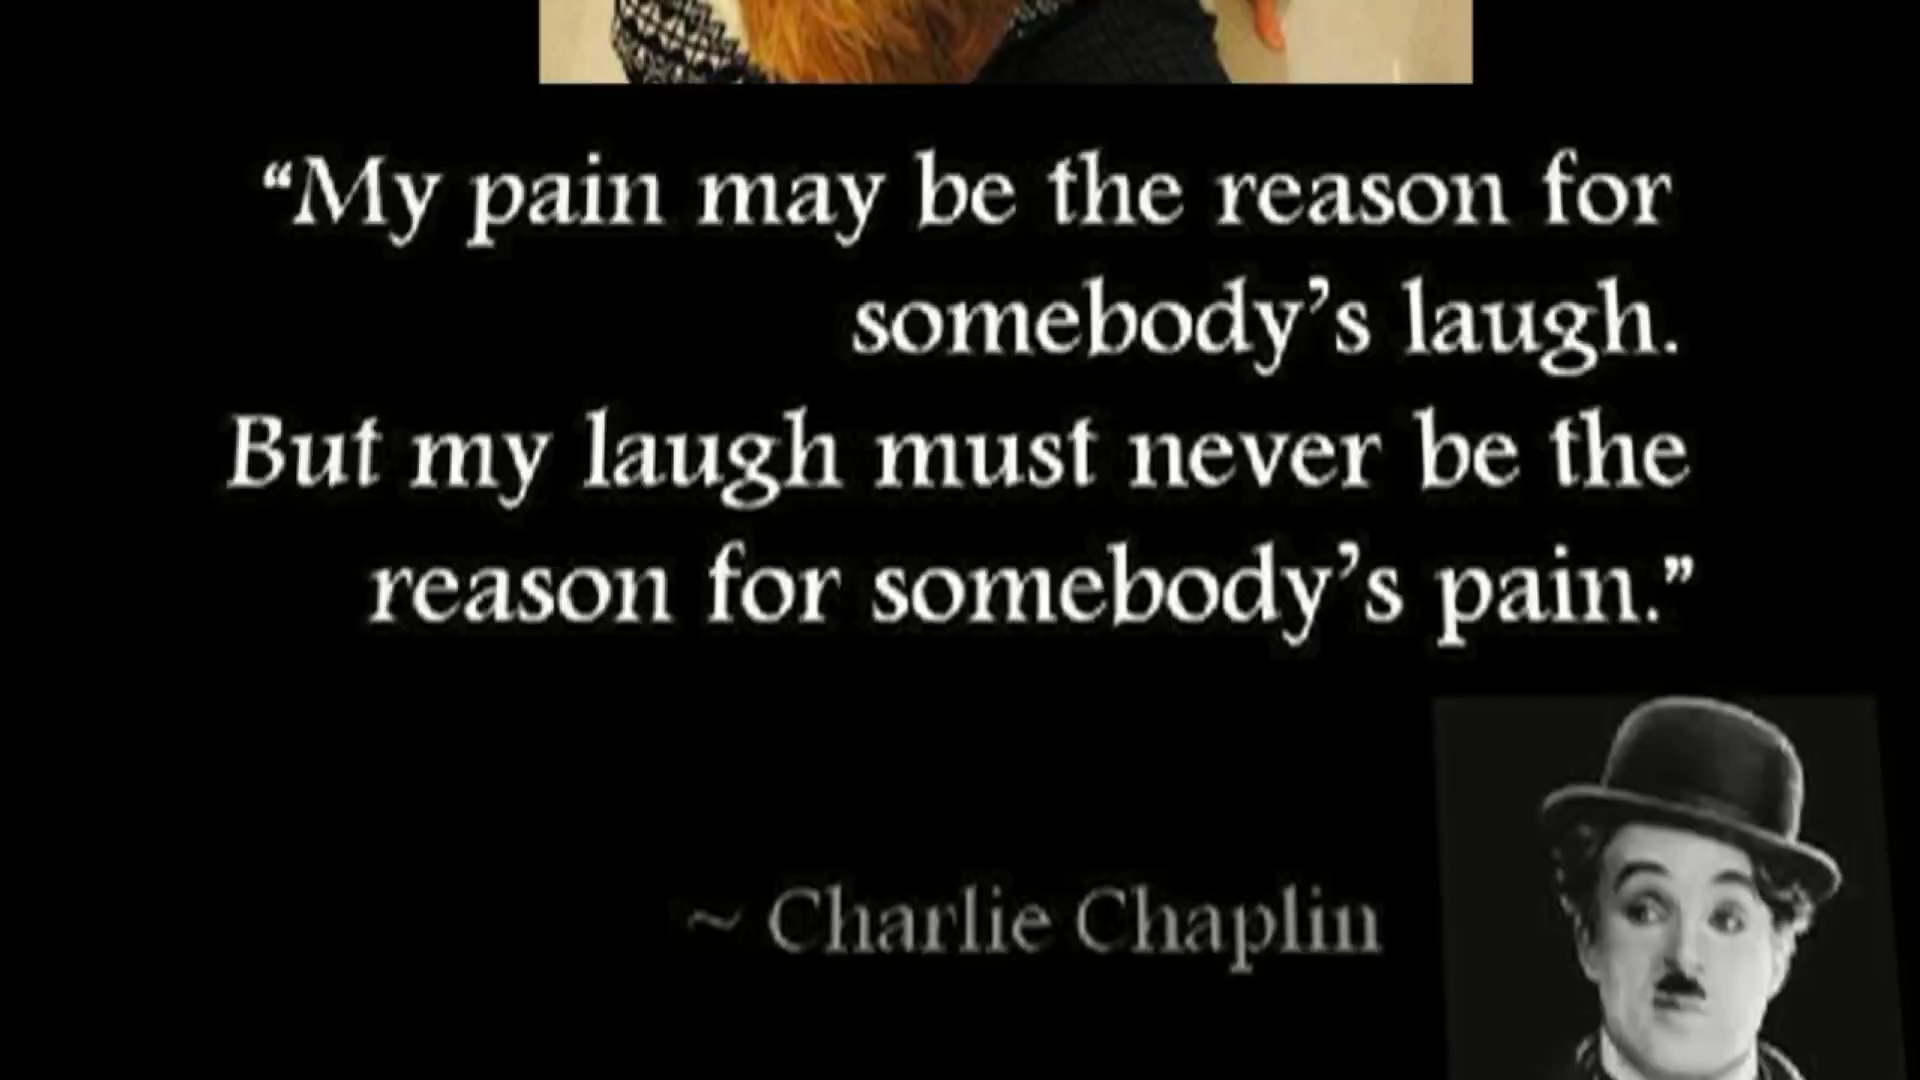 “My pain may be the reason for
somebody’s laugh.
But my laugh must never be the
reason for somebody’s pain.”
~ Charlie Chaplin